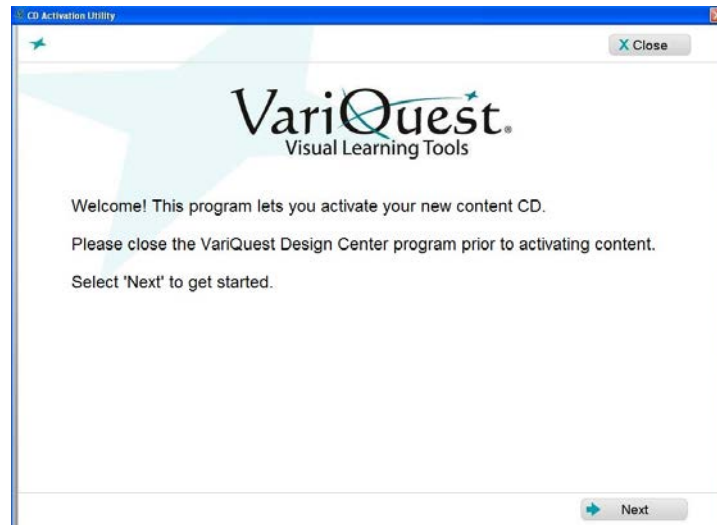 CD Activation Utility
X Close
VariQuest®
Visual Learning Tools
Welcome! This program lets you activate your new content CD.
Please close the VariQuest Design Center program prior to activating content.
Select 'Next' to get started.
Next